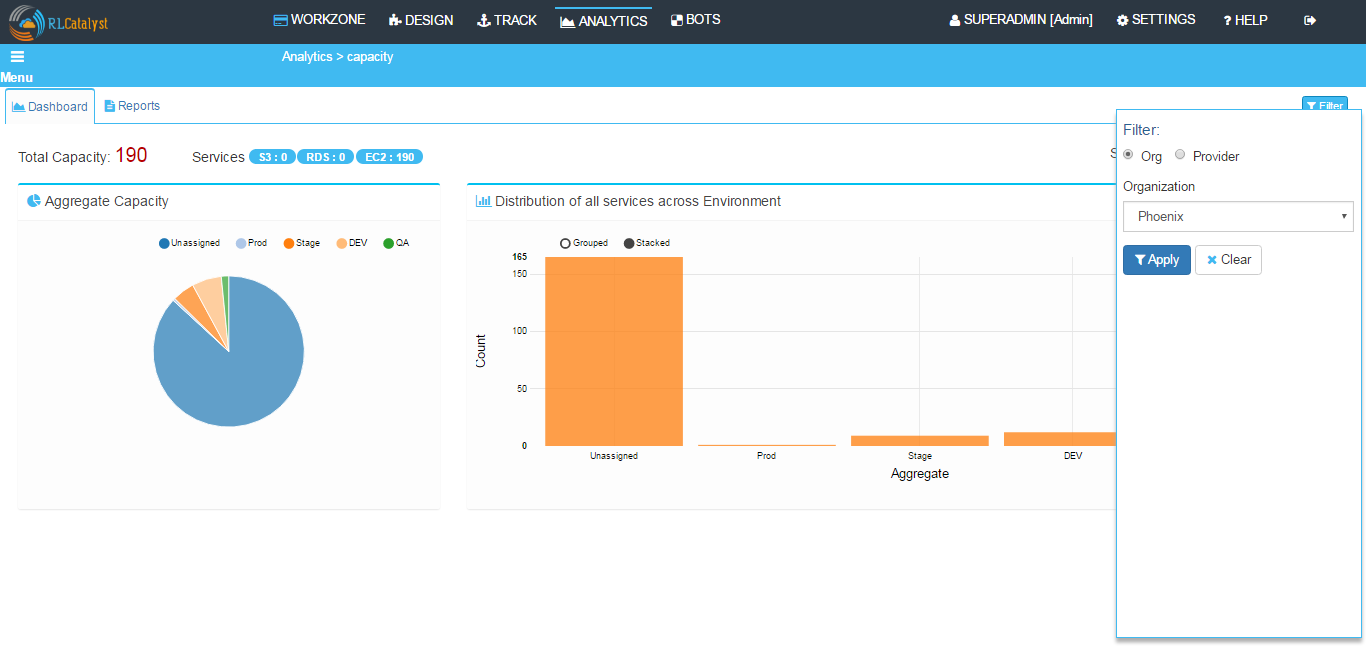 RLCatalyst WORKZONE DESIGN TRACK ANALYTICS BOTS SUPERADMIN [Admin] SETTINGS ? HELP
Analytics > capacity
Menu
Dashboard Reports Filter
Total Capacity: 190 Services S3 : 0 RDS : 0 EC2 : 190
Aggregate Capacity
Unassigned Prod Stage DEV QA
Distribution of all services across Environment
Grouped Stacked
165
150
100
50
0
Count
Unassigned Prod Stage DEV
Aggregate
Filter:
Org Provider
Organization
Phoenix
Apply Clear